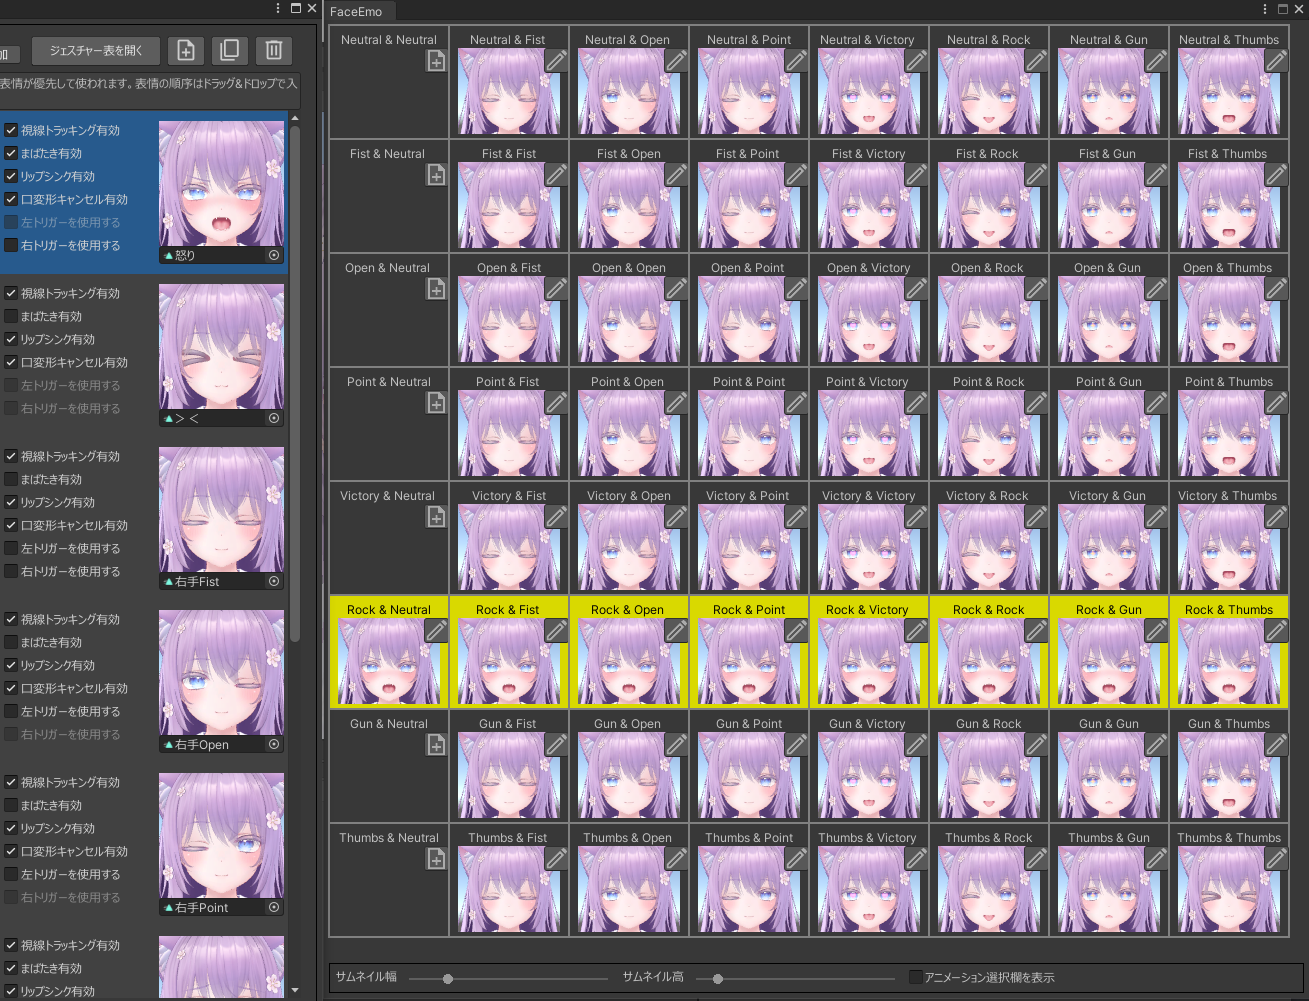 加
ジェスチャー表を開く
表情が優先して使われます。表情の順序はドラッグ&ドロップで入
視線トラッキング有効
まばたき有効
リップシンク有効
口変形キャンセル有効
左トリガーを使用する
右トリガーを使用する
怒り
視線トラッキング有効
まばたき有効
リップシンク有効
口変形キャンセル有効
左トリガーを使用する
右トリガーを使用する
＞＜
視線トラッキング有効
まばたき有効
リップシンク有効
口変形キャンセル有効
左トリガーを使用する
右トリガーを使用する
右手Fist
視線トラッキング有効
まばたき有効
リップシンク有効
口変形キャンセル有効
左トリガーを使用する
右トリガーを使用する
右手Open
視線トラッキング有効
まばたき有効
リップシンク有効
口変形キャンセル有効
左トリガーを使用する
右トリガーを使用する
右手Point
視線トラッキング有効
まばたき有効
リップシンク有効
FaceEmo
Neutral & Neutral Neutral & Fist Neutral & Open Neutral & Point Neutral & Victory Neutral & Rock Neutral & Gun Neutral & Thumbs
Fist & Neutral Fist & Fist Fist & Open Fist & Point Fist & Victory Fist & Rock Fist & Gun Fist & Thumbs
Open & Neutral Open & Fist Open & Open Open & Point Open & Victory Open & Rock Open & Gun Open & Thumbs
Point & Neutral Point & Fist Point & Open Point & Point Point & Victory Point & Rock Point & Gun Point & Thumbs
Victory & Neutral Victory & Fist Victory & Open Victory & Point Victory & Victory Victory & Rock Victory & Gun Victory & Thumbs
Rock & Neutral Rock & Fist Rock & Open Rock & Point Rock & Victory Rock & Rock Rock & Gun Rock & Thumbs
Gun & Neutral Gun & Fist Gun & Open Gun & Point Gun & Victory Gun & Rock Gun & Gun Gun & Thumbs
Thumbs & Neutral Thumbs & Fist Thumbs & Open Thumbs & Point Thumbs & Victory Thumbs & Rock Thumbs & Gun Thumbs & Thumbs
サムネイル幅 サムネイル高 アニメーション選択欄を表示